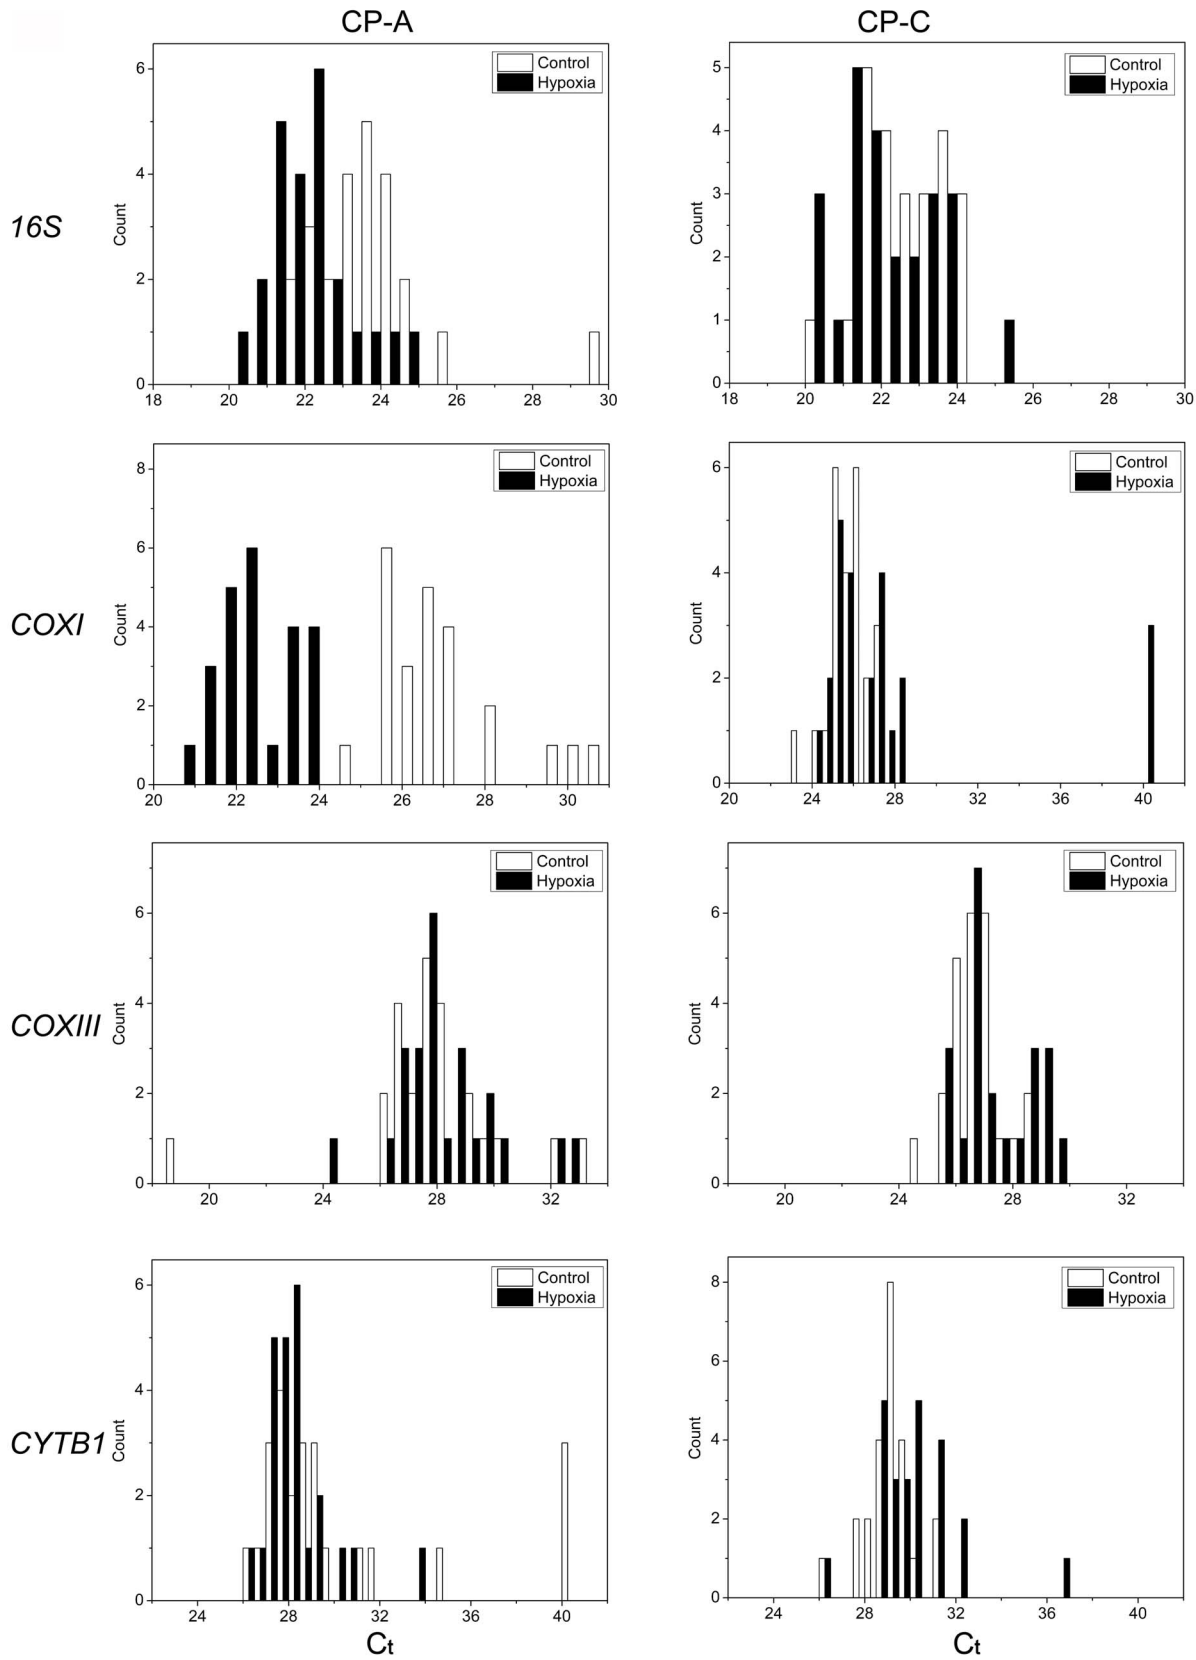 CP-A
CP-C
16S
Count
6
4
2
0
18 20 22 24 26 28 30
Control
Hypoxia
Count
5
4
3
2
1
0
18 20 22 24 26 28 30
Control
Hypoxia
COXI
Count
8
6
4
2
0
20 22 24 26 28 30
Control
Hypoxia
Count
6
4
2
0
20 24 28 32 36 40
Control
Hypoxia
COXIII
Count
6
4
2
0
20 24 28 32
Control
Hypoxia
Count
6
4
2
0
20 24 28 32
Control
Hypoxia
CYTB1
Count
6
4
2
0
24 28 32 36 40
Control
Hypoxia
Ct
Count
8
6
4
2
0
24 28 32 36 40
Control
Hypoxia
Ct